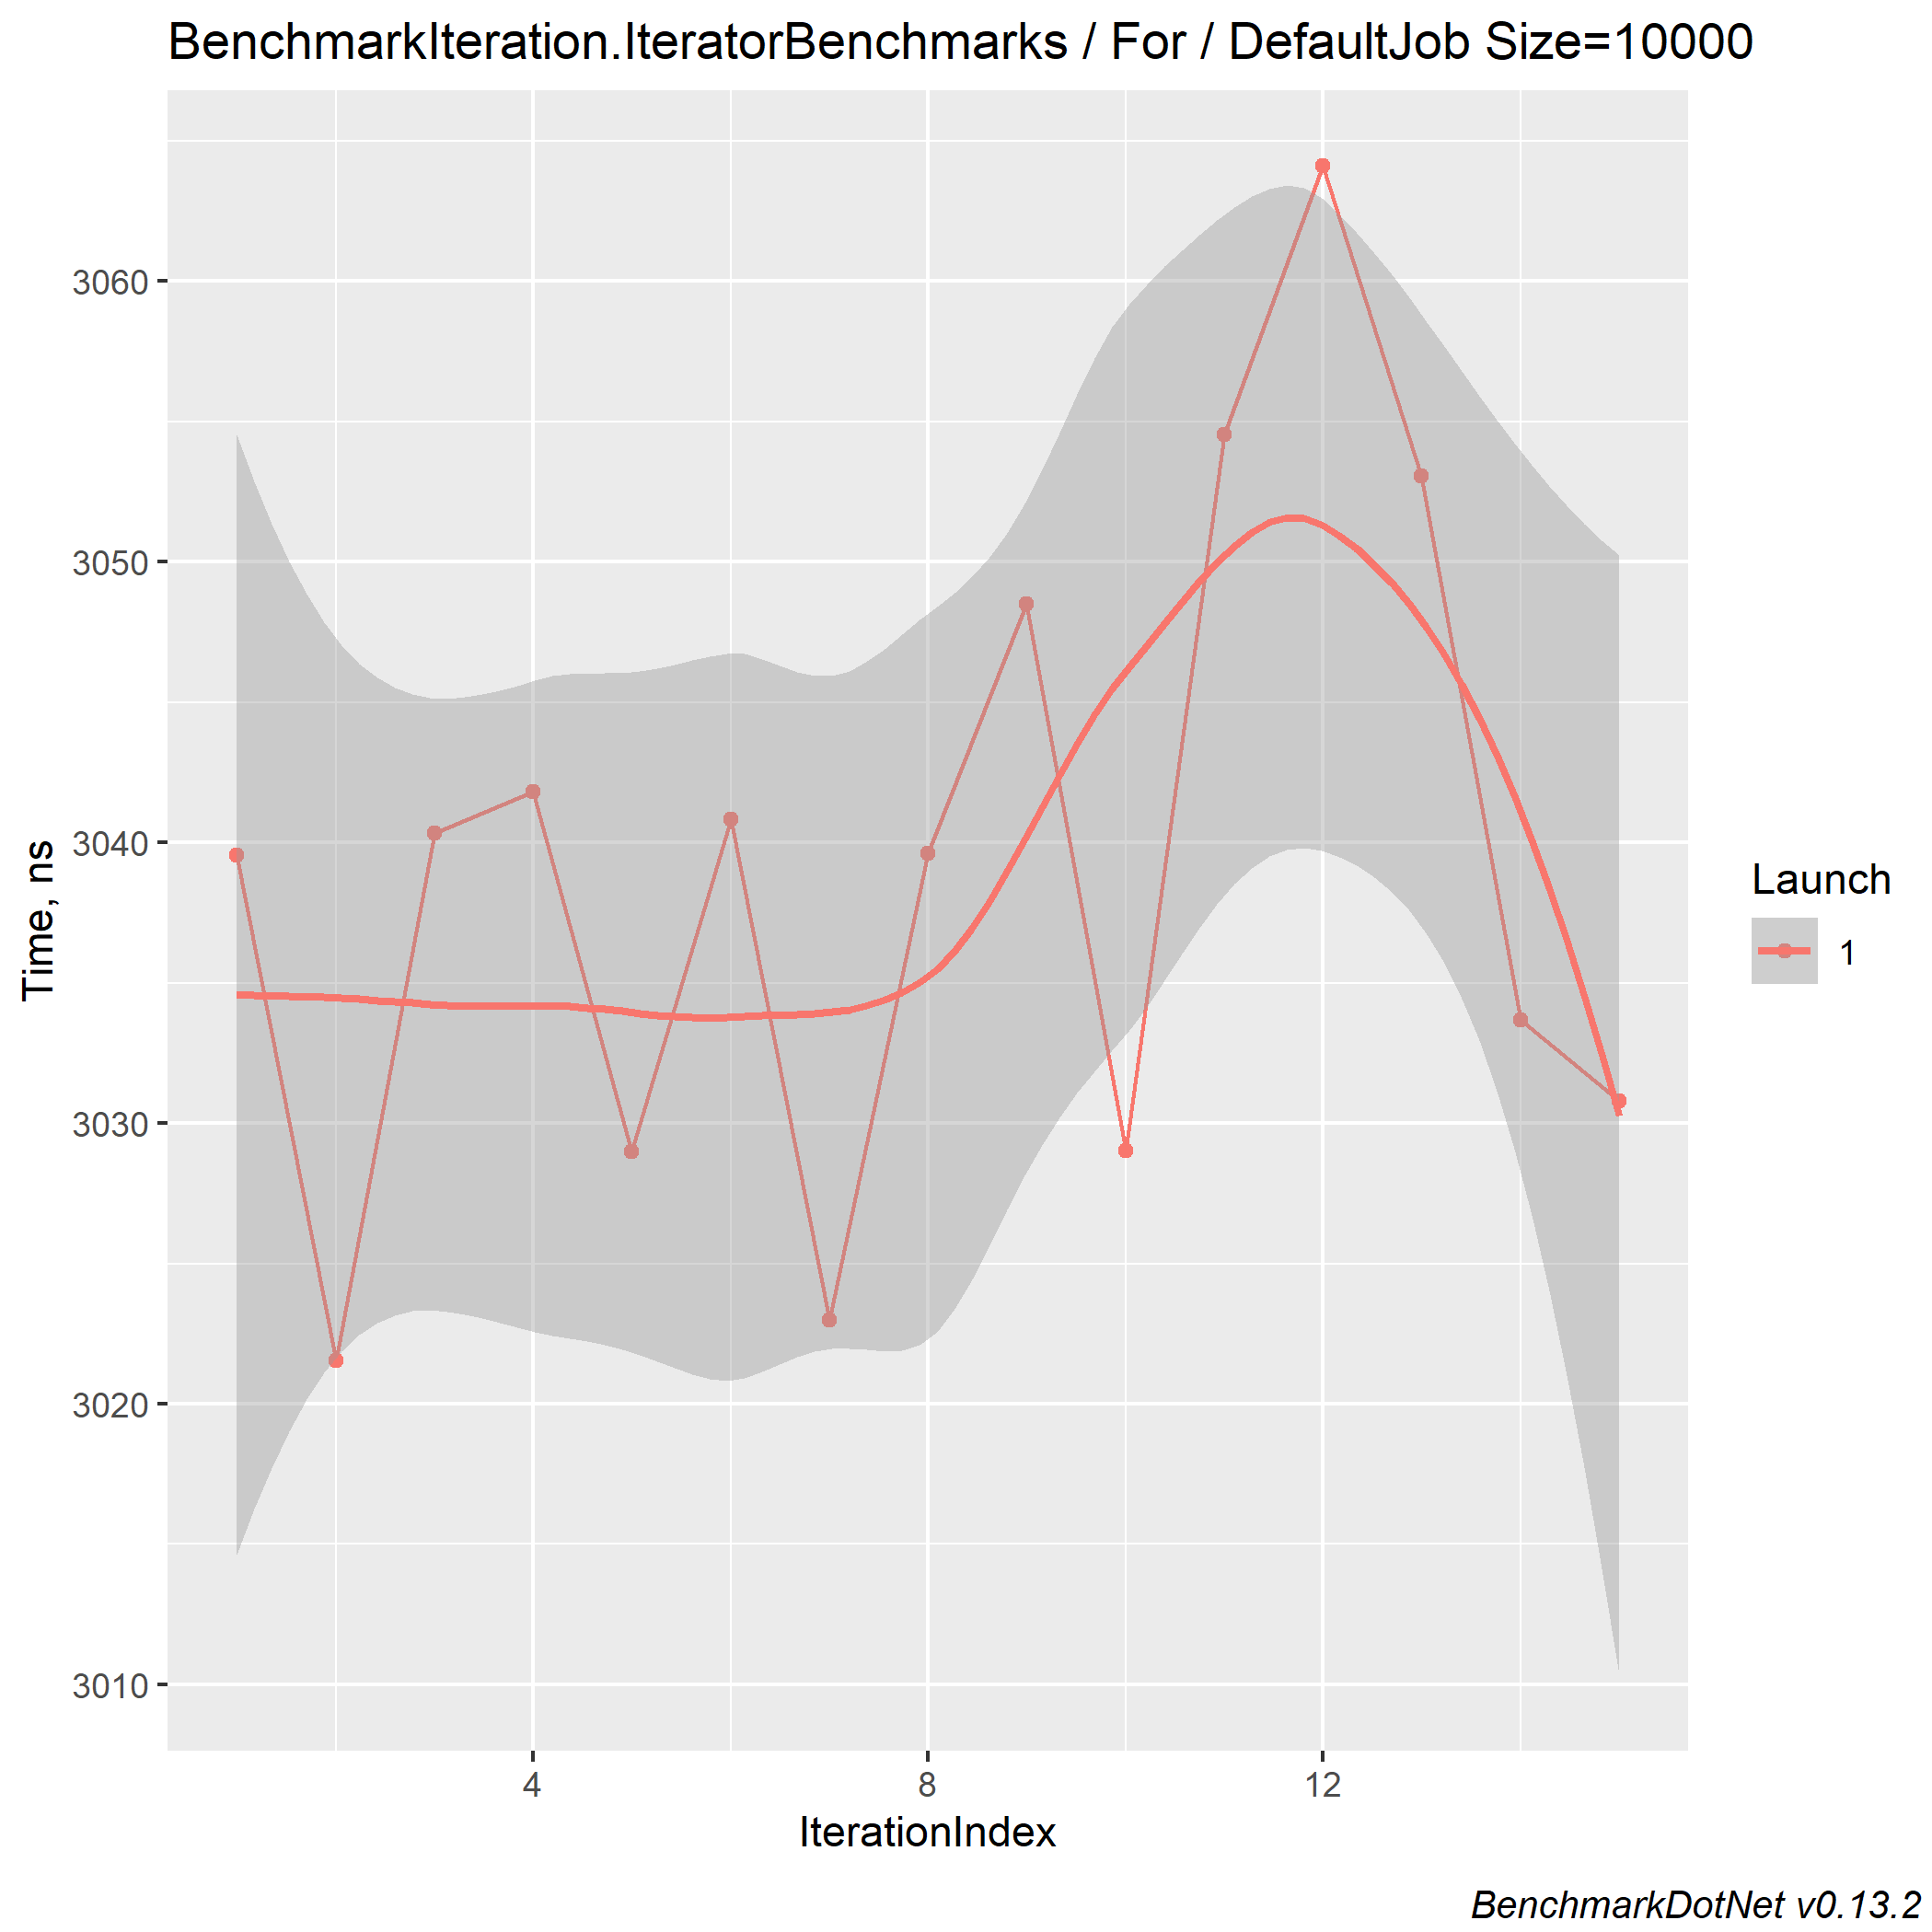 BenchmarkIteration.IteratorBenchmarks / For / DefaultJob Size=10000
3060
3050
3040
3030
3020
3010
Time, ns
4 8 12
IterationIndex
Launch
1
BenchmarkDotNet v0.13.2